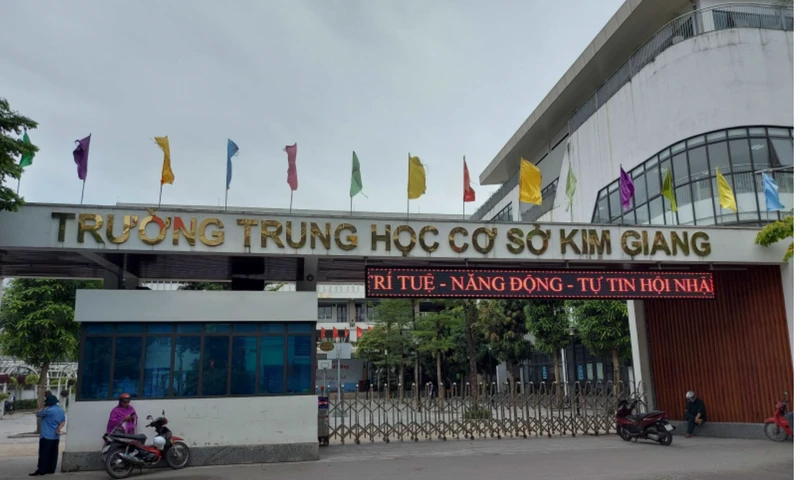 TRƯỜNG TRUNG HỌC CƠ SỞ KIM GIANG
RÍ TUỆ - NĂNG ĐỘNG - TỰ TIN HỘI NHẬ